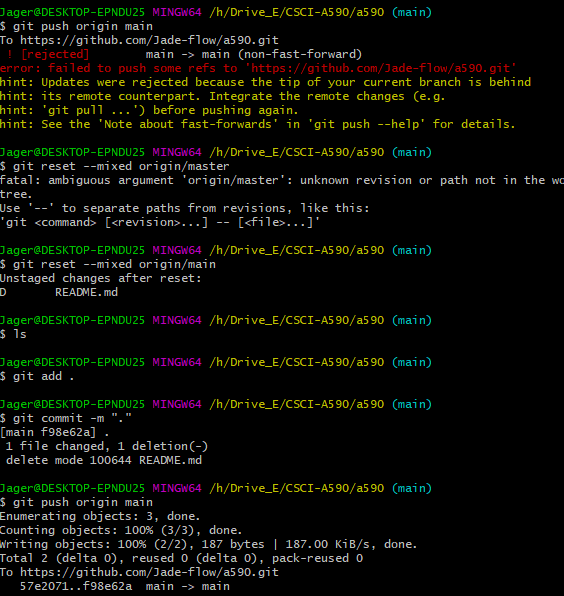 Jager@DESKTOP-EPNDU25 MINGW64 /h/Drive_E/CSCI-A590/a590 (main)
$ git push origin main
To https://github.com/Jade-flow/a590.git
 ! [rejected]        main -> main (non-fast-forward)
error: failed to push some refs to 'https://github.com/Jade-flow/a590.git'
hint: Updates were rejected because the tip of your current branch is behind
hint: its remote counterpart. Integrate the remote changes (e.g.
hint: 'git pull ...') before pushing again.
hint: See the 'Note about fast-forwards' in 'git push --help' for details.
Jager@DESKTOP-EPNDU25 MINGW64 /h/Drive_E/CSCI-A590/a590 (main)
$ git reset --mixed origin/master
fatal: ambiguous argument 'origin/master': unknown revision or path not in the wo
tree.
Use '--' to separate paths from revisions, like this:
'git <command> [<revision>...] -- [<file>...]'
Jager@DESKTOP-EPNDU25 MINGW64 /h/Drive_E/CSCI-A590/a590 (main)
$ git reset --mixed origin/main
Unstaged changes after reset:
D       README.md
Jager@DESKTOP-EPNDU25 MINGW64 /h/Drive_E/CSCI-A590/a590 (main)
$ ls
Jager@DESKTOP-EPNDU25 MINGW64 /h/Drive_E/CSCI-A590/a590 (main)
$ git add .
Jager@DESKTOP-EPNDU25 MINGW64 /h/Drive_E/CSCI-A590/a590 (main)
$ git commit -m "."
[main f98e62a] .
 1 file changed, 1 deletion(-)
 delete mode 100644 README.md
Jager@DESKTOP-EPNDU25 MINGW64 /h/Drive_E/CSCI-A590/a590 (main)
$ git push origin main
Enumerating objects: 3, done.
Counting objects: 100% (3/3), done.
Writing objects: 100% (2/2), 187 bytes | 187.00 KiB/s, done.
Total 2 (delta 0), reused 0 (delta 0), pack-reused 0
To https://github.com/Jade-flow/a590.git
   57e2071..f98e62a  main -> main